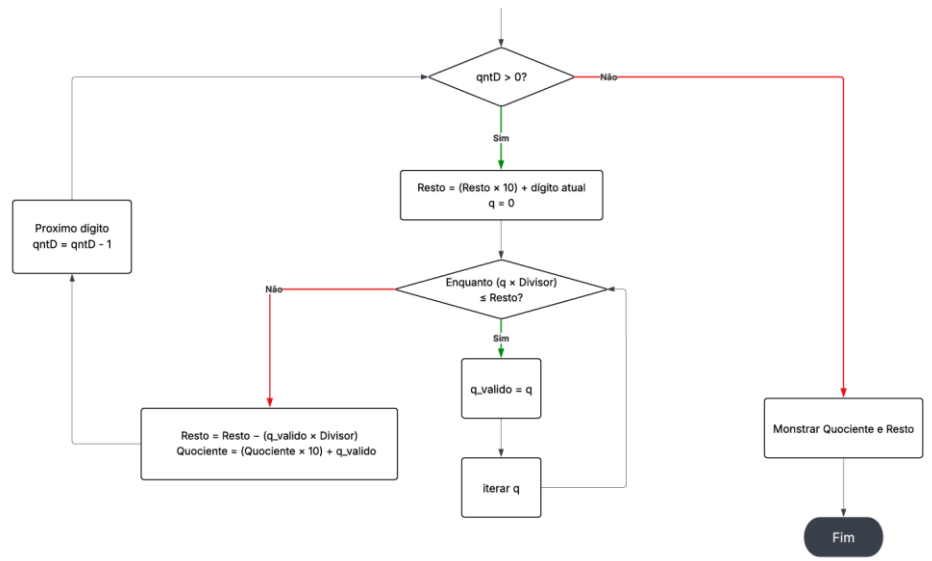 qntD > 0?
Não
Sim
Resto = (Resto × 10) + dígito atual
q = 0
Proximo digito
qntD = qntD - 1
Enquanto (q × Divisor)
≤ Resto?
Não
Sim
q_valido = q
Resto = Resto − (q_valido × Divisor)
Quociente = (Quociente × 10) + q_valido
Monstrar Quociente e Resto
iterar q
Fim